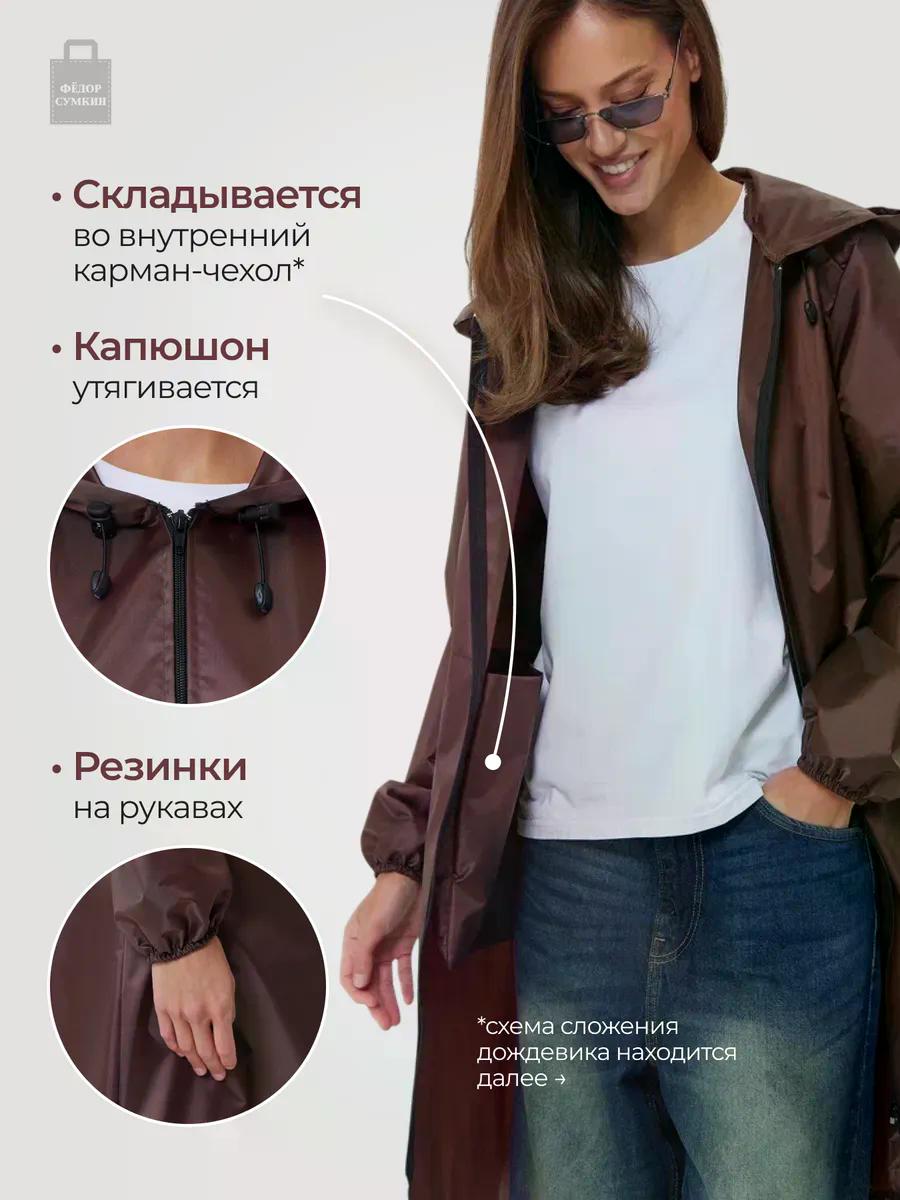 ФЁДОР
СУМКИН
• Складывается
во внутренний
карман-чехол*
• Капюшон
утягивается
• Резинки
на рукавах
*схема сложения
дождевика находится
далее →